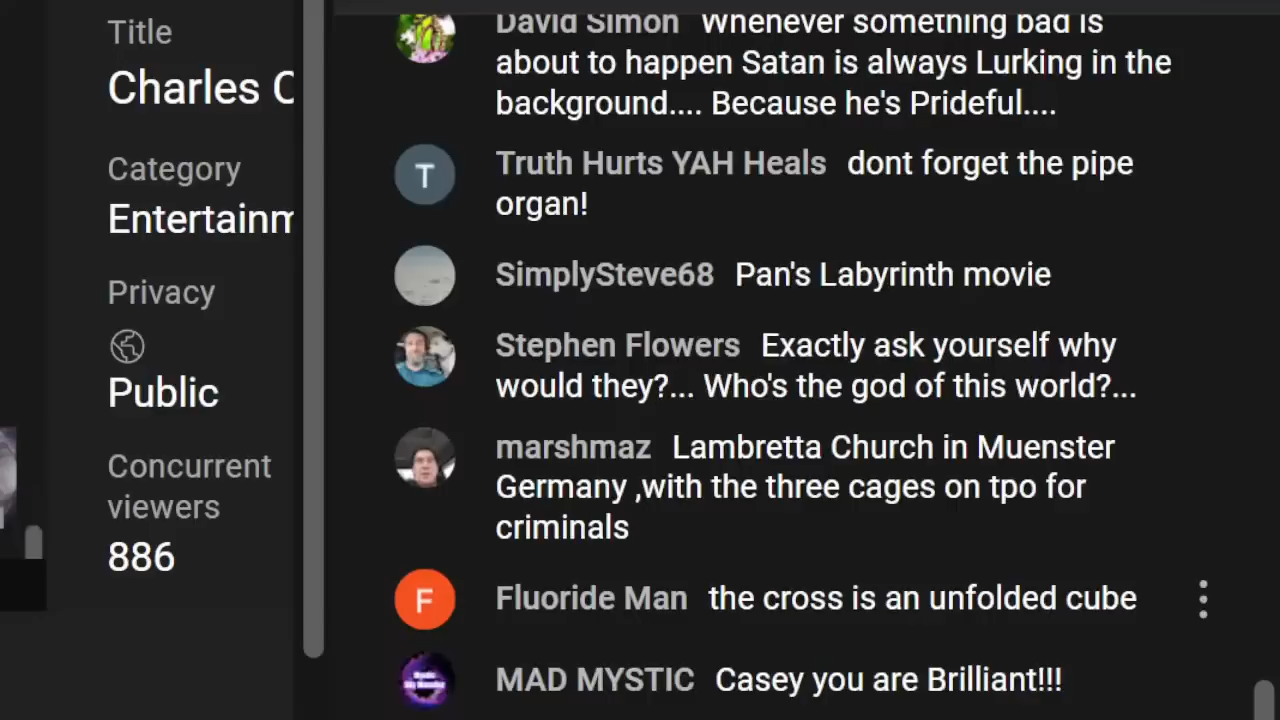 Title
Charles C
Category
Entertainm
Privacy
Public
Concurrent
viewers
886
David Simon Whenever something bad is
about to happen Satan is always Lurking in the
background.... Because he's Prideful....
T
Truth Hurts YAH Heals dont forget the pipe
organ!
SimplySteve68 Pan's Labyrinth movie
Stephen Flowers Exactly ask yourself why
would they?... Who's the god of this world?...
marshmaz Lambretta Church in Muenster
Germany ,with the three cages on tpo for
criminals
F
Fluoride Man the cross is an unfolded cube
MAD MYSTIC Casey you are Brilliant!!!